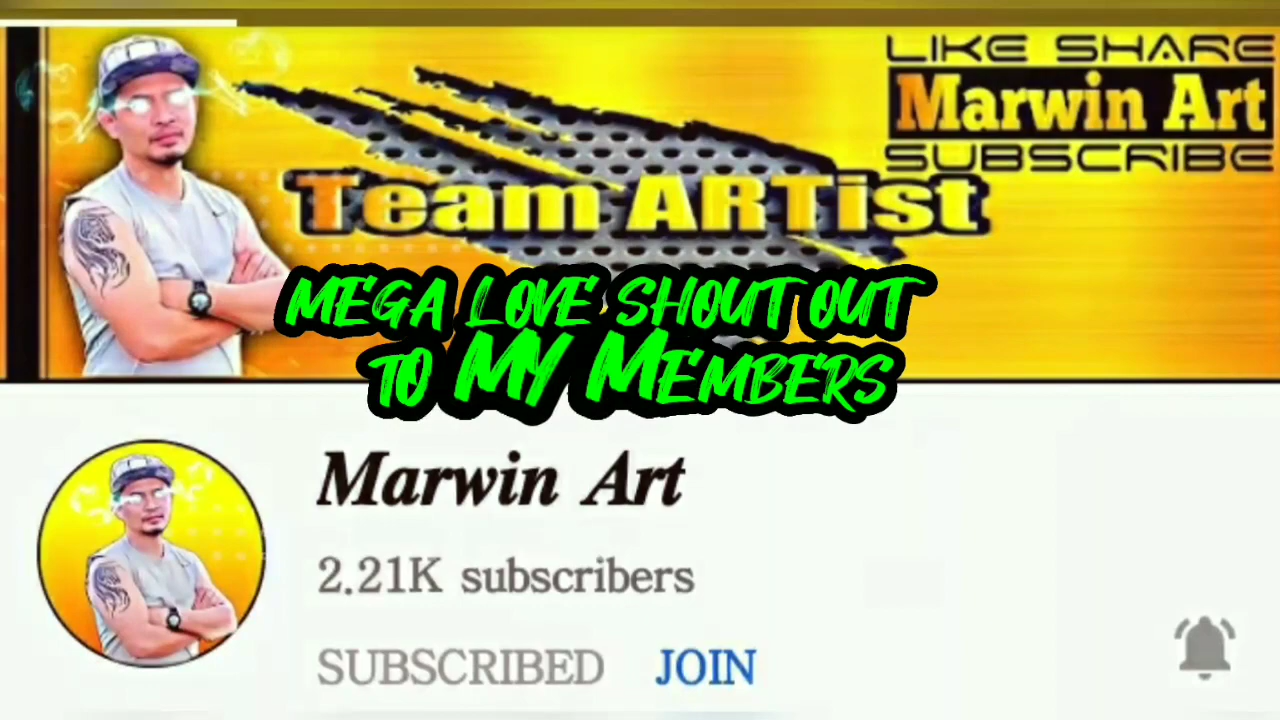 LIKE SHARE
Marwin Art
SUBSCRIBE
Team ARTist
MEGA LOVE SHOUT OUT
TO MY MEMBERS
Marwin Art
2.21K subscribers
SUBSCRIBED JOIN